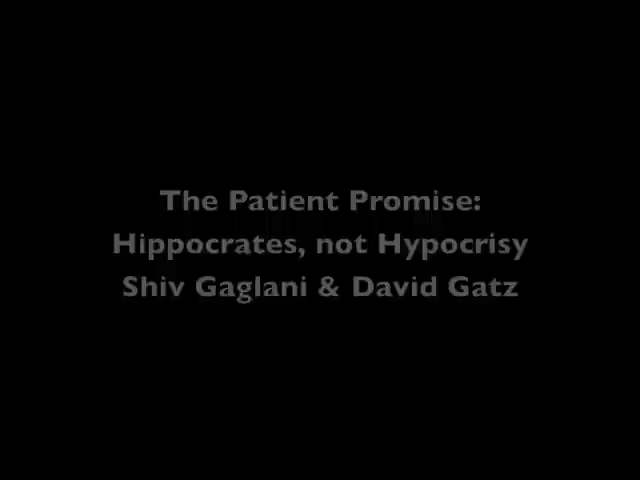 The Patient Promise:
Hippocrates, not Hypocrisy
Shiv Gaglani & David Gatz